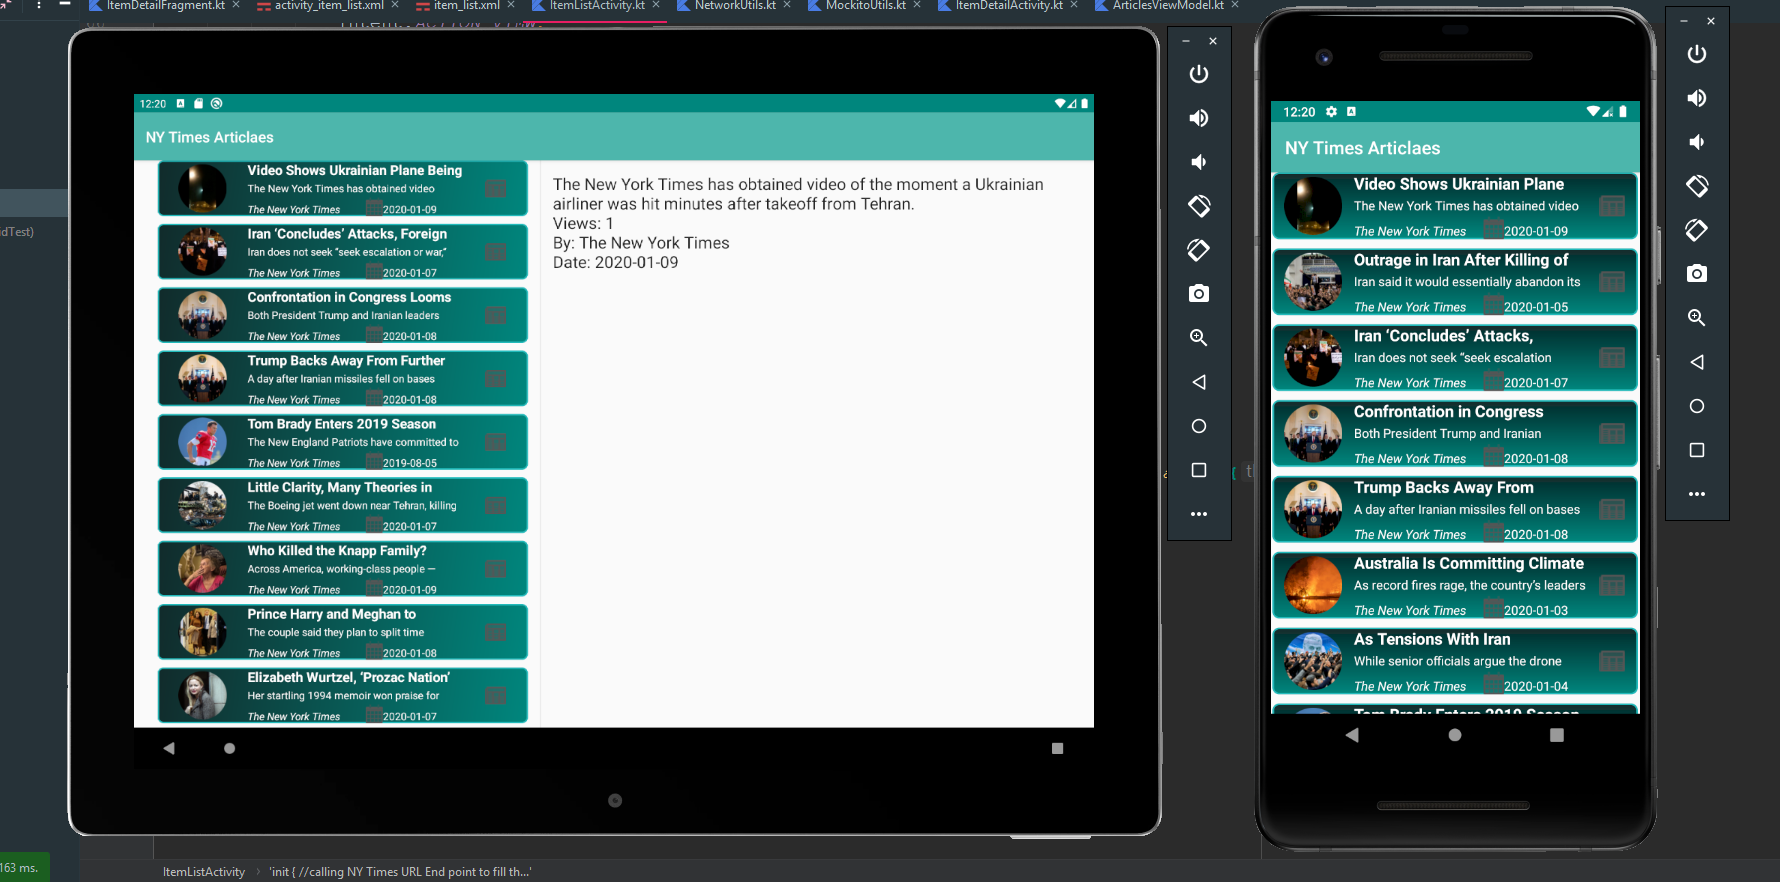 ItemDetailFragment.kt
activity_item_list.xml
item_list.xml
ItemListActivity.kt
NetworkUtils.kt
MockitoUtils.kt
ItemDetailActivity.kt
ArticlesViewModel.kt
idTest)
12:20
NY Times Articlaes
Video Shows Ukrainian Plane Being
The New York Times has obtained video
The New York Times
2020-01-09
Iran ‘Concludes’ Attacks, Foreign
Iran does not seek “seek escalation or war,”
The New York Times
2020-01-07
Confrontation in Congress Looms
Both President Trump and Iranian leaders
The New York Times
2020-01-08
Trump Backs Away From Further
A day after Iranian missiles fell on bases
The New York Times
2020-01-08
Tom Brady Enters 2019 Season
The New England Patriots have committed to
The New York Times
2019-08-05
Little Clarity, Many Theories in
The Boeing jet went down near Tehran, killing
The New York Times
2020-01-07
Who Killed the Knapp Family?
Across America, working-class people —
The New York Times
2020-01-09
Prince Harry and Meghan to
The couple said they plan to split time
The New York Times
2020-01-08
Elizabeth Wurtzel, ‘Prozac Nation’
Her startling 1994 memoir won praise for
The New York Times
2020-01-07
The New York Times has obtained video of the moment a Ukrainian
airliner was hit minutes after takeoff from Tehran.
Views: 1
By: The New York Times
Date: 2020-01-09
12:20
NY Times Articlaes
Video Shows Ukrainian Plane
The New York Times has obtained video
The New York Times
2020-01-09
Outrage in Iran After Killing of
Iran said it would essentially abandon its
The New York Times
2020-01-05
Iran ‘Concludes’ Attacks,
Iran does not seek “seek escalation
The New York Times
2020-01-07
Confrontation in Congress
Both President Trump and Iranian
The New York Times
2020-01-08
Trump Backs Away From
A day after Iranian missiles fell on bases
The New York Times
2020-01-08
Australia Is Committing Climate
As record fires rage, the country’s leaders
The New York Times
2020-01-03
As Tensions With Iran
While senior officials argue the drone
The New York Times
2020-01-04
Tom Brady Enters 2019 Season
163 ms.
ItemListActivity › 'init { //calling NY Times URL End point to fill th...'